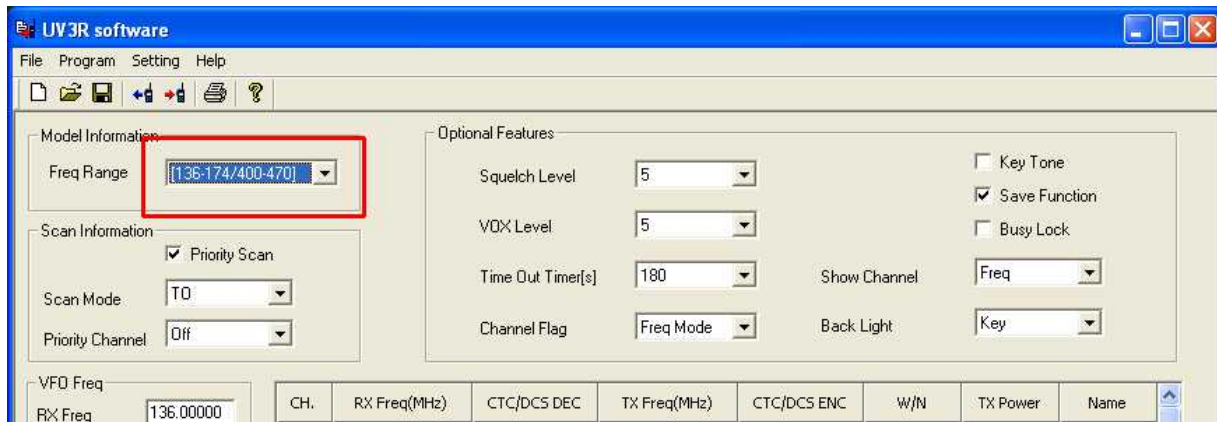 UV3R software
File Program Setting Help
Model Information
Freq Range [136-174/400-470]
Scan Information
Priority Scan
Scan Mode TO
Priority Channel Off
Optional Features
Squelch Level 5
VOX Level 5
Time Out Timer[s] 180
Channel Flag Freq Mode
Key Tone
Save Function
Busy Lock
Show Channel Freq
Back Light Key
VFO Freq
RX Freq 136.00000
CH. RX Freq(MHz) CTC/DCS DEC TX Freq(MHz) CTC/DCS ENC W/N TX Power Name